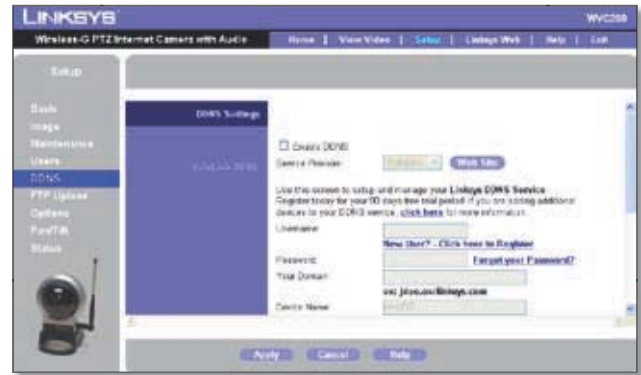 LINKSYS
WVC200
Wireless-G PTZ Internet Camera with Audio
Home | View Video | Setup | Linksys Web | Help | Exit
Setup
Basic
Image
Maintenance
Users
DDNS
FTP Upload
Options
Pan/Tilt
Status
DDNS Settings
Enable DDNS
Service Provider:
Web Site
Use this screen to setup and manage your Linksys DDNS Service
Register today for your 90 days free trial period. If you are adding additional
devices to your DDNS service, click here for more information.
Username:
New User? - Click here to Register
Password:
Forgot your Password?
Your Domain:
ex: .ourlinksys.com
Device Name:
Apply
Cancel
Help